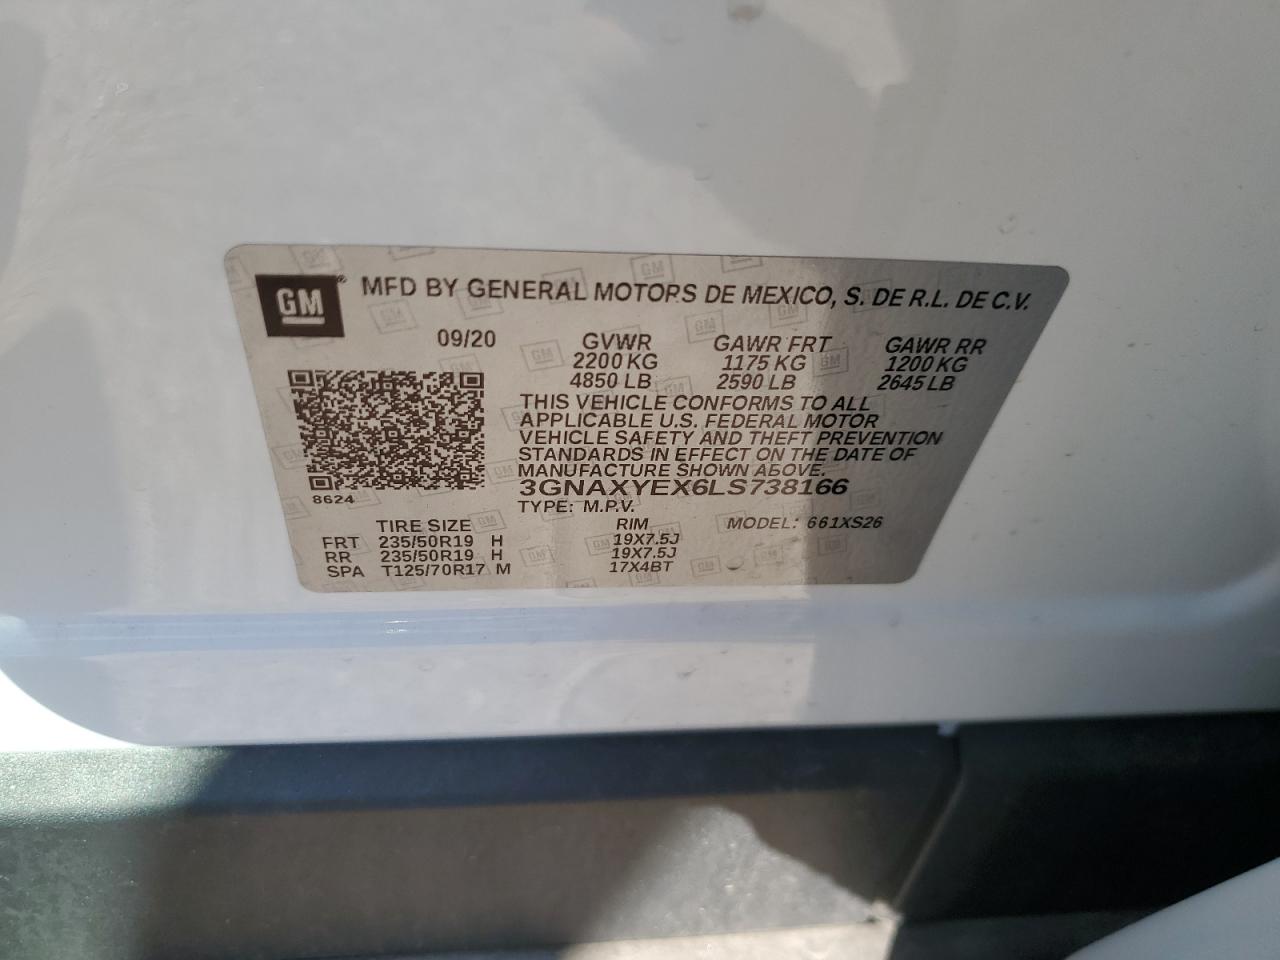 GM® MFD BY GENERAL MOTORS DE MEXICO, S. DE R.L. DE C.V.
09/20 GVWR GAWR FRT GAWR RR
2200 KG 1175 KG 1200 KG
4850 LB 2590 LB 2645 LB
THIS VEHICLE CONFORMS TO ALL
APPLICABLE U.S. FEDERAL MOTOR
VEHICLE SAFETY AND THEFT PREVENTION
STANDARDS IN EFFECT ON THE DATE OF
MANUFACTURE SHOWN ABOVE.
3GNAXYEX6LS738166
8624
TYPE: M.P.V.
TIRE SIZE RIM MODEL: 661XS26
FRT 235/50R19 H 19X7.5J
RR 235/50R19 H 19X7.5J
SPA T125/70R17 M 17X4BT